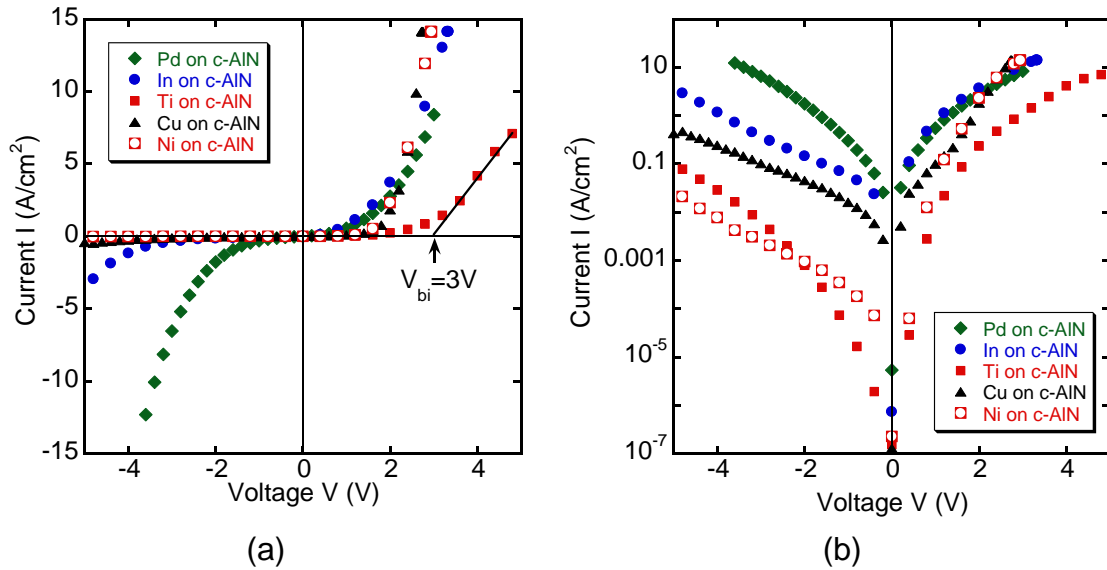 15
10
5
0
-5
-10
-15
Current I (A/cm²)
Pd on c-AlN
In on c-AlN
Ti on c-AlN
Cu on c-AlN
Ni on c-AlN
V_bi=3V
-4 -2 0 2 4
Voltage V (V)
(a)
10
0.1
0.001
10⁻⁵
10⁻⁷
Current I (A/cm²)
Pd on c-AlN
In on c-AlN
Ti on c-AlN
Cu on c-AlN
Ni on c-AlN
-4 -2 0 2 4
Voltage V (V)
(b)